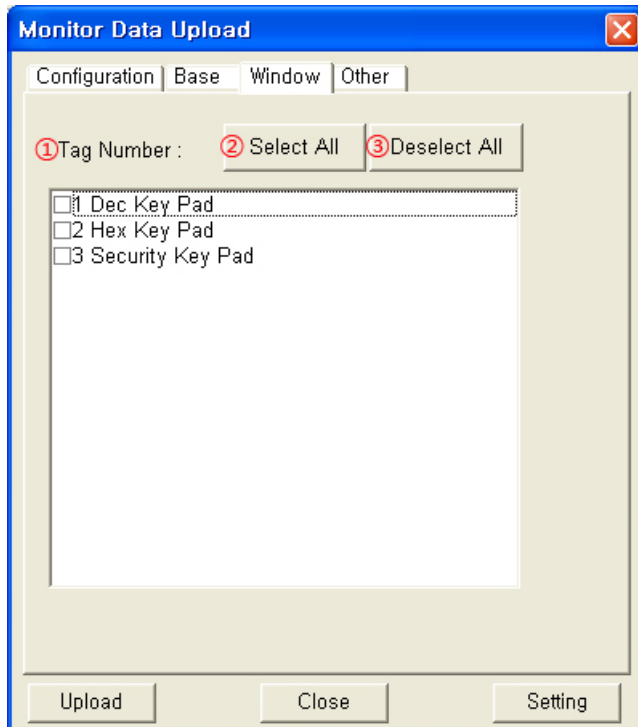 Monitor Data Upload
Configuration Base Window Other
①Tag Number : ② Select All ③Deselect All
1 Dec Key Pad
2 Hex Key Pad
3 Security Key Pad
Upload Close Setting